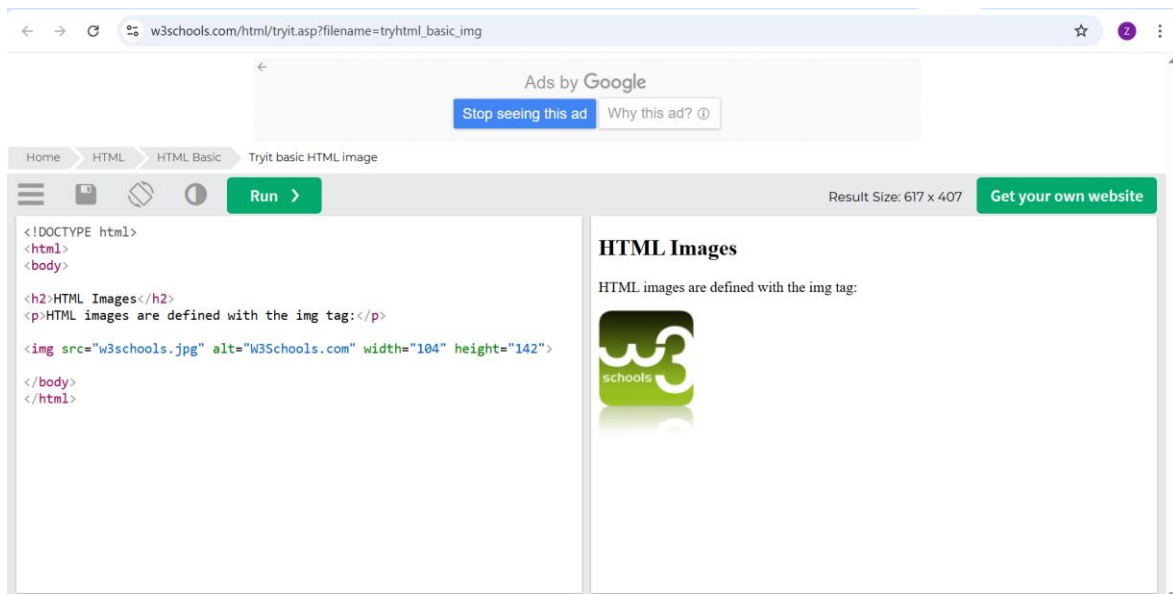 w3schools.com/html/tryit.asp?filename=tryhtml_basic_img
Z
Ads by Google
Stop seeing this ad Why this ad?
Home HTML HTML Basic Tryit basic HTML image
Run ❯ Result Size: 617 x 407 Get your own website
<!DOCTYPE html>
<html>
<body>
<h2>HTML Images</h2>
<p>HTML images are defined with the img tag:</p>
<img src="w3schools.jpg" alt="W3Schools.com" width="104" height="142">
</body>
</html>
HTML Images
HTML images are defined with the img tag:
w3
schools